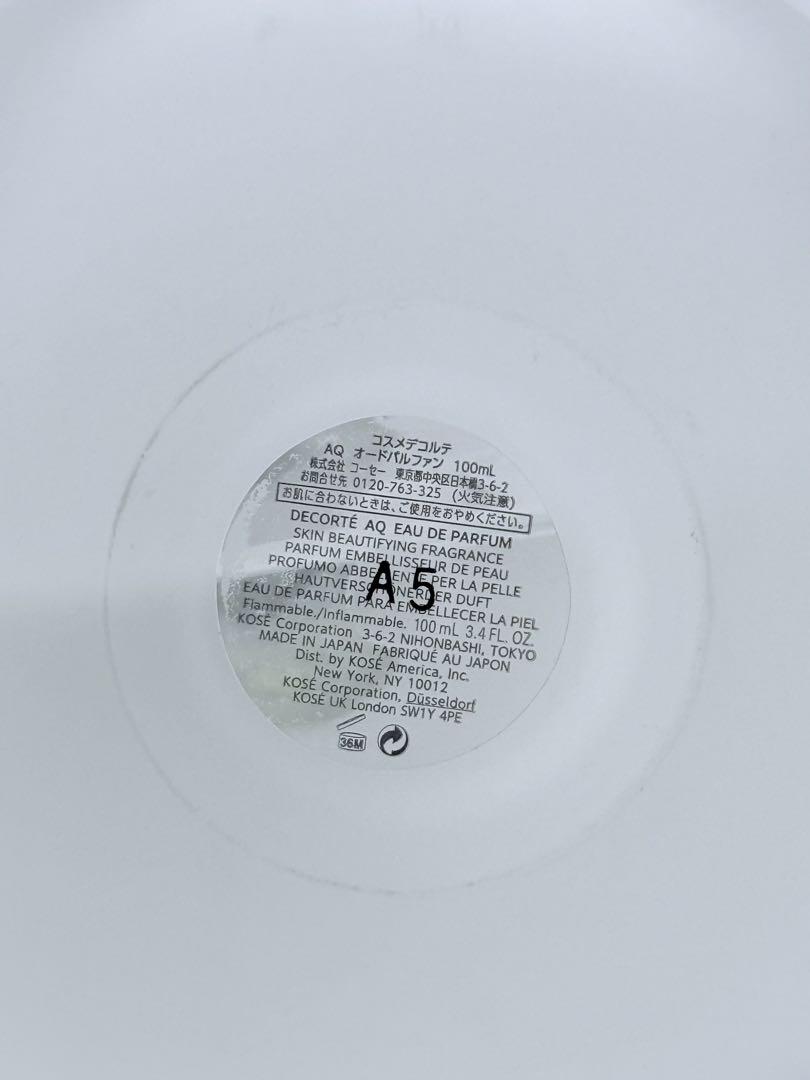 コスメデコルテ
AQ オードパルファン 100mL
株式会社 コーセー 東京都中央区日本橋3-6-2
お問合せ先 0120-763-325 (火気注意)
お肌に合わないときは、ご使用をおやめください。
DECORTÉ AQ EAU DE PARFUM
SKIN BEAUTIFYING FRAGRANCE
PARFUM EMBELLISSEUR DE PEAU
PROFUMO ABBELLENTE PER LA PELLE
A5
HAUTVERSCHÖNERDER DUFT
EAU DE PARFUM PARA EMBELLECER LA PIEL
Flammable./Inflammable. 100 mL 3.4 FL. OZ.
KOSÉ Corporation 3-6-2 NIHONBASHI, TOKYO
MADE IN JAPAN FABRIQUÉ AU JAPON
Dist. by KOSÉ America, Inc.
New York, NY 10012
KOSÉ Corporation, Düsseldorf
KOSÉ UK London SW1Y 4PE
36M